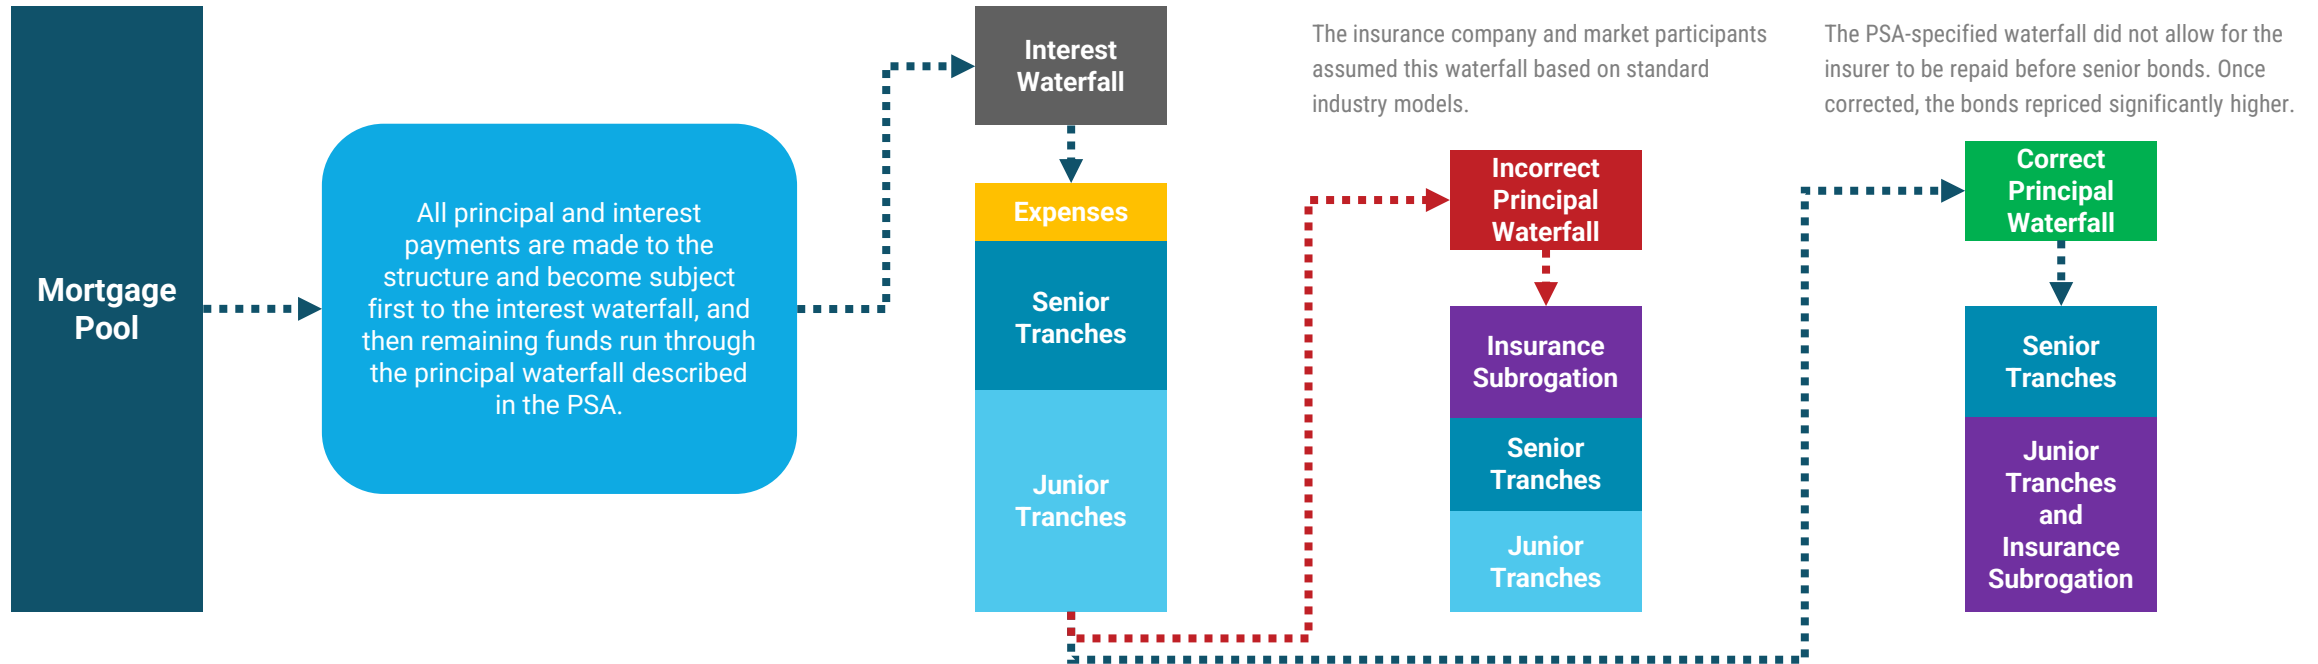 Mortgage
Pool
All principal and interest
payments are made to the
structure and become subject
first to the interest waterfall, and
then remaining funds run through
the principal waterfall described
in the PSA.
Interest
Waterfall
Expenses
Senior
Tranches
Junior
Tranches
The insurance company and market participants
assumed this waterfall based on standard
industry models.
Incorrect
Principal
Waterfall
Insurance
Subrogation
Senior
Tranches
Junior
Tranches
The PSA-specified waterfall did not allow for the
insurer to be repaid before senior bonds. Once
corrected, the bonds repriced significantly higher.
Correct
Principal
Waterfall
Senior
Tranches
Junior
Tranches
and
Insurance
Subrogation